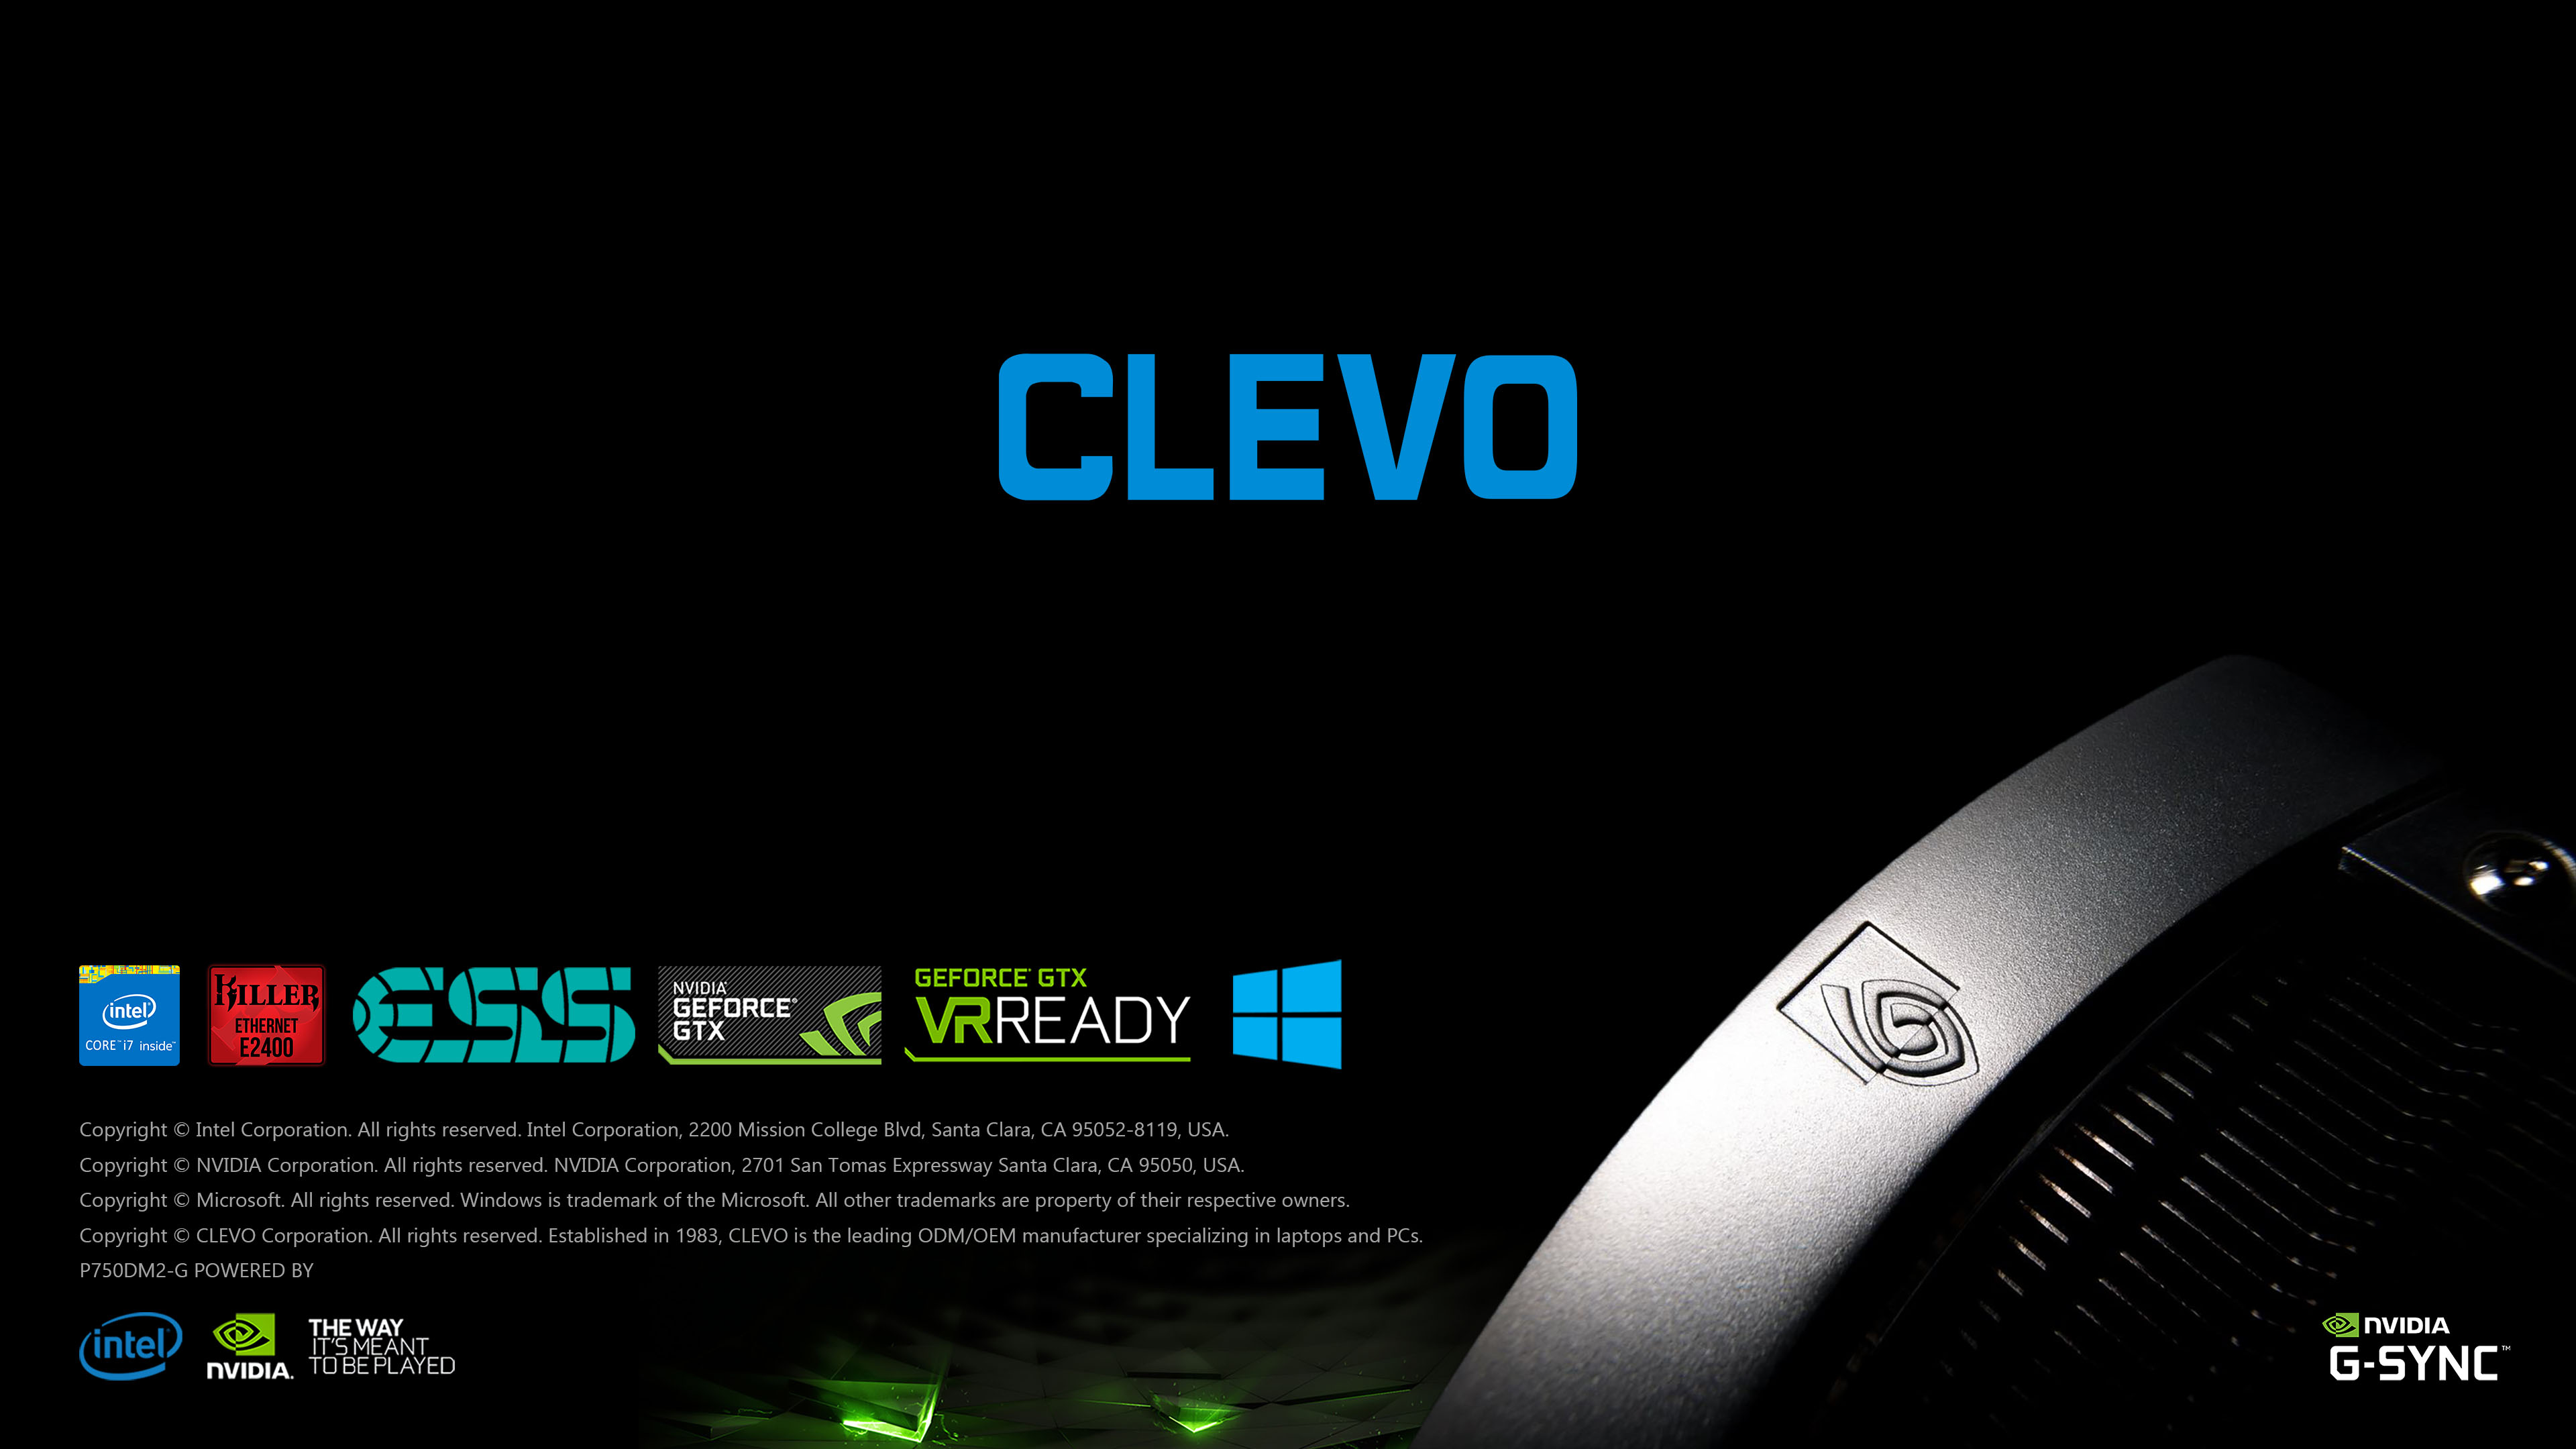 CLEVO
intel
CORE™ i7 inside™
KILLER
ETHERNET
E2400
ESS
NVIDIA®
GEFORCE®
GTX
GEFORCE® GTX
VRREADY
Copyright © Intel Corporation. All rights reserved. Intel Corporation, 2200 Mission College Blvd, Santa Clara, CA 95052-8119, USA.
Copyright © NVIDIA Corporation. All rights reserved. NVIDIA Corporation, 2701 San Tomas Expressway Santa Clara, CA 95050, USA.
Copyright © Microsoft. All rights reserved. Windows is trademark of the Microsoft. All other trademarks are property of their respective owners.
Copyright © CLEVO Corporation. All rights reserved. Established in 1983, CLEVO is the leading ODM/OEM manufacturer specializing in laptops and PCs.
P750DM2-G POWERED BY
intel
NVIDIA.
THE WAY
IT'S MEANT
TO BE PLAYED
NVIDIA
G-SYNC™